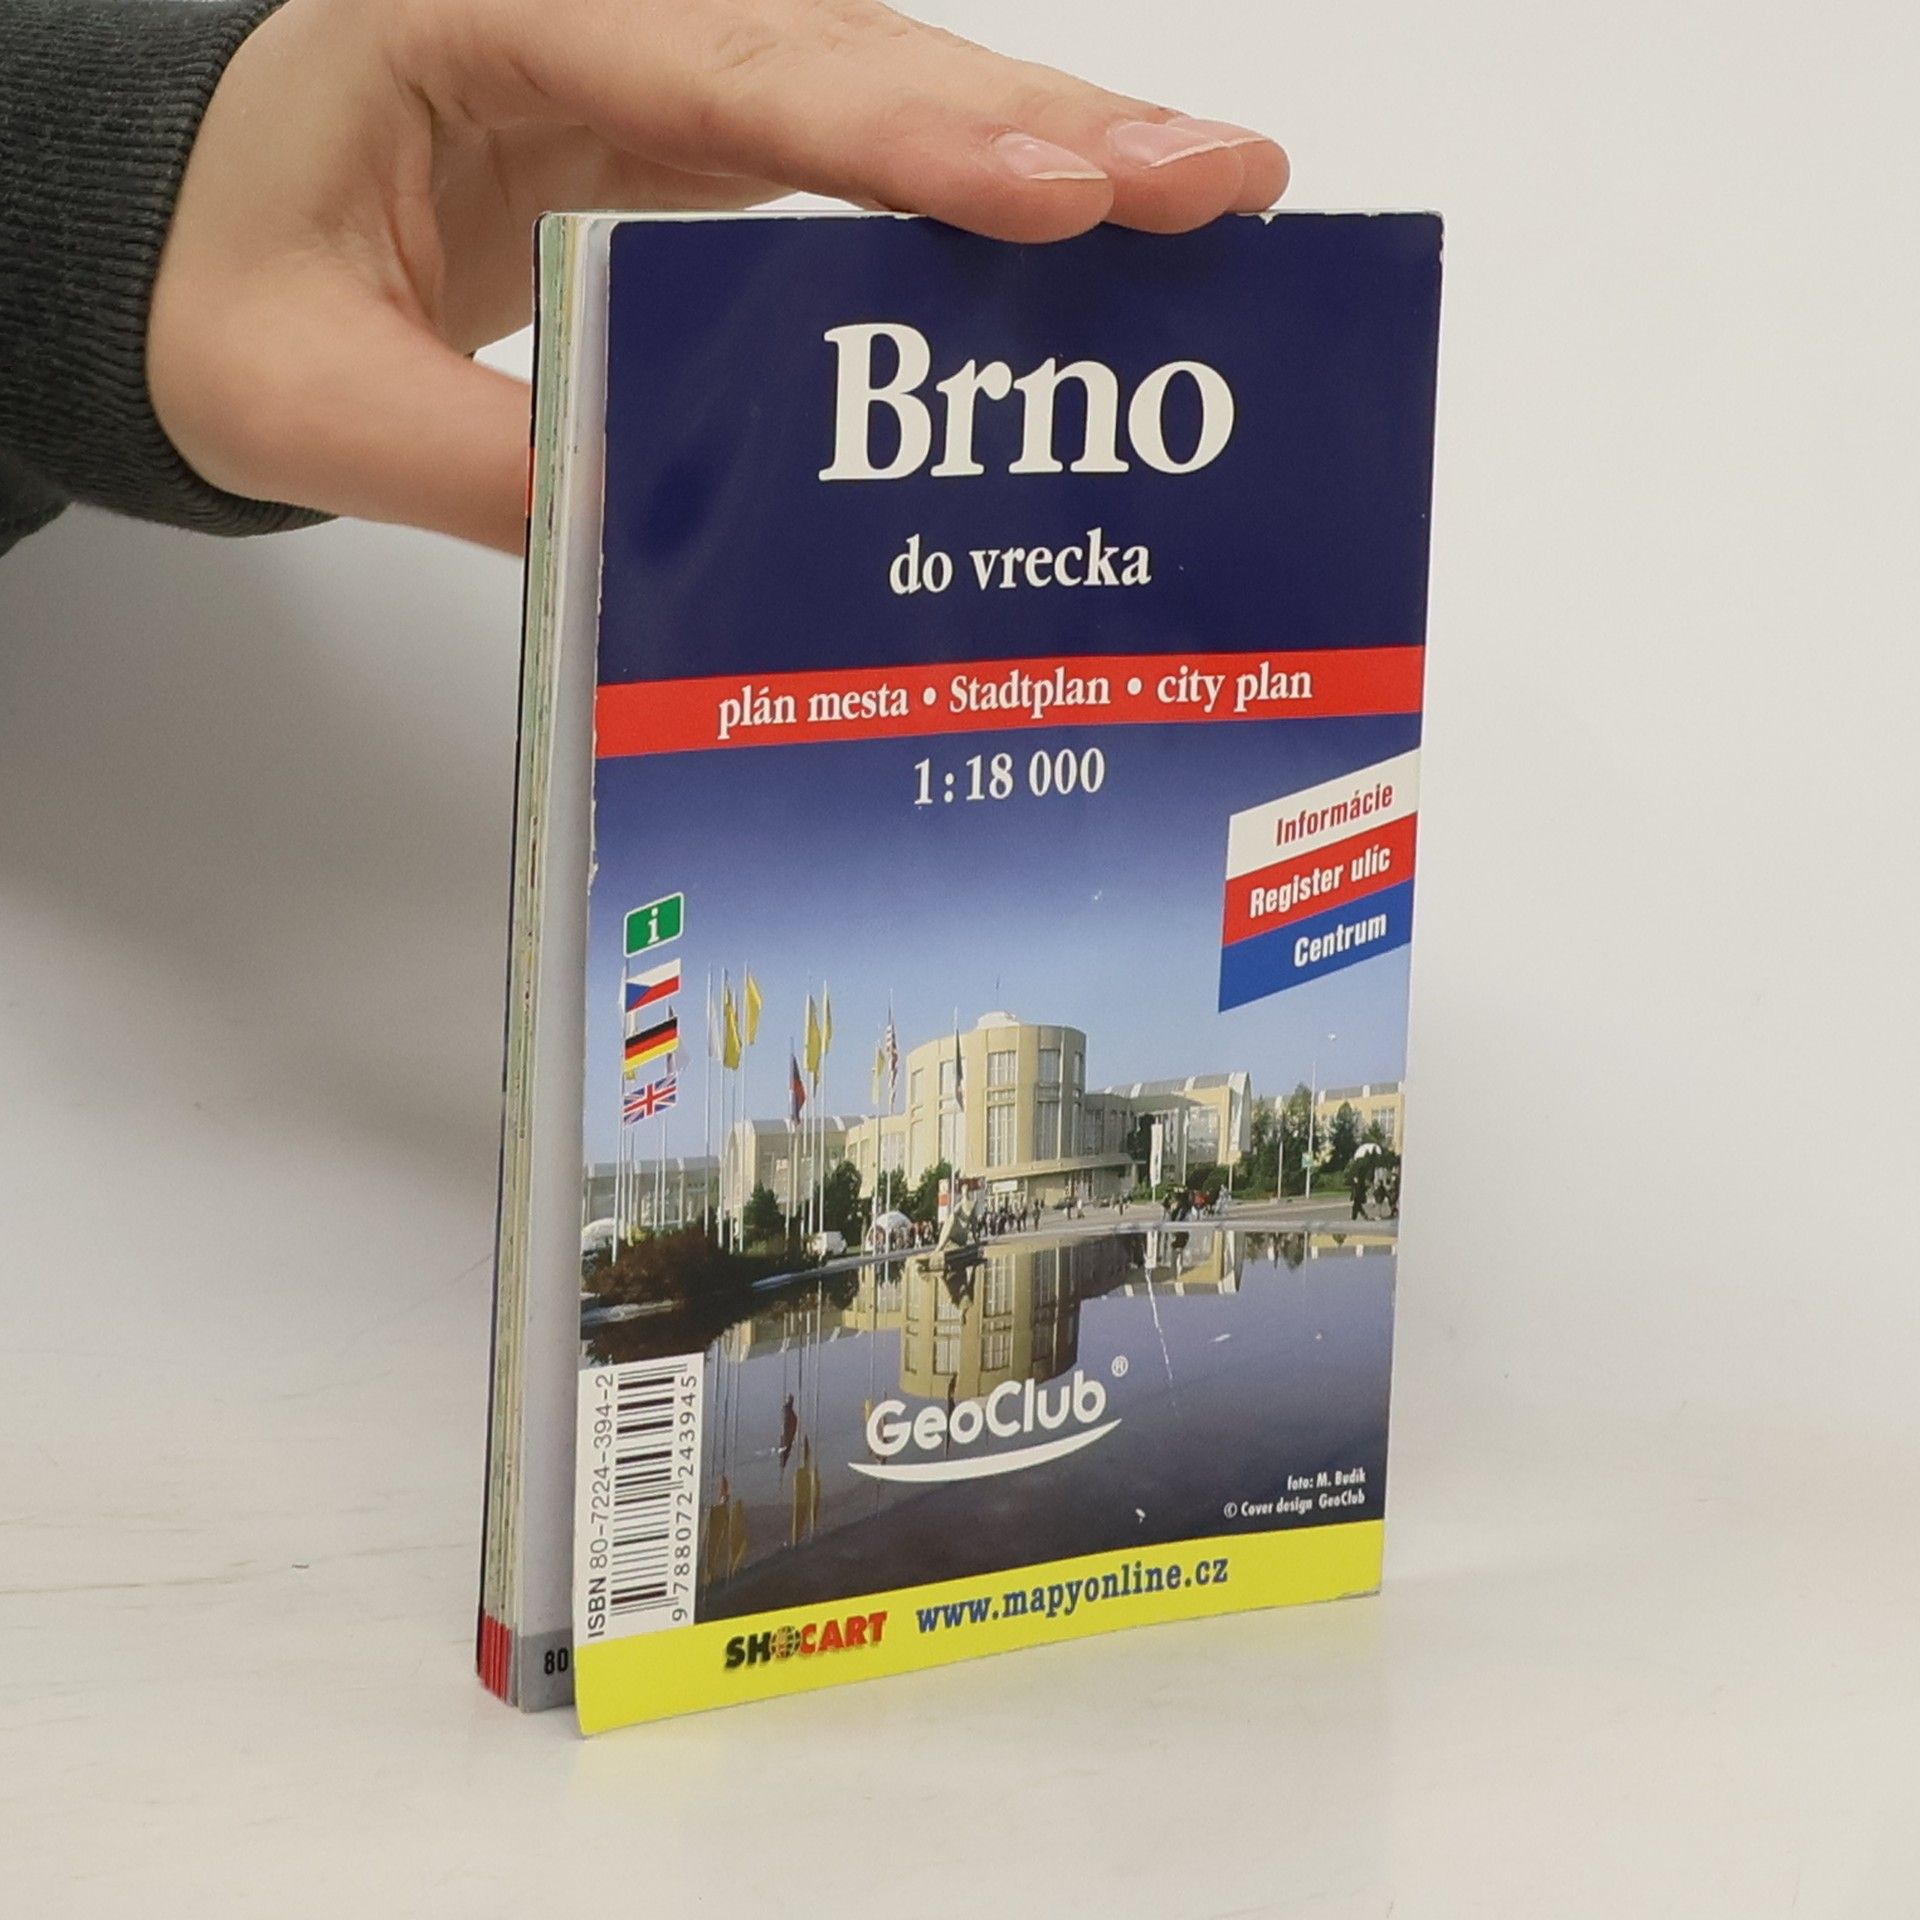 Brno
do vrecka
plán mesta • Stadtplan • city plan
1:18 000
Informácie
Register ulíc
Centrum
i
ISBN 80-7224-394-2
9 788072 243945
GeoClub®
foto: M. Budík
© Cover design GeoClub
80
SHOCART www.mapyonline.cz